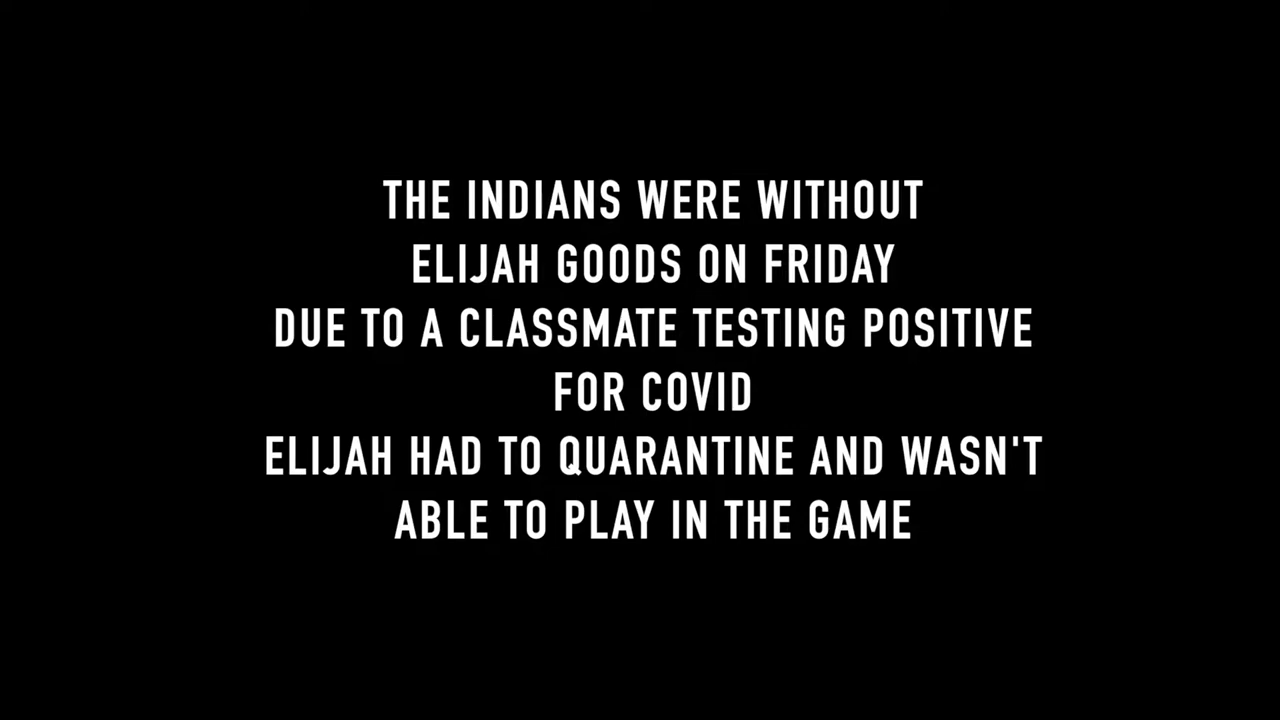 THE INDIANS WERE WITHOUT
ELIJAH GOODS ON FRIDAY
DUE TO A CLASSMATE TESTING POSITIVE
FOR COVID
ELIJAH HAD TO QUARANTINE AND WASN'T
ABLE TO PLAY IN THE GAME